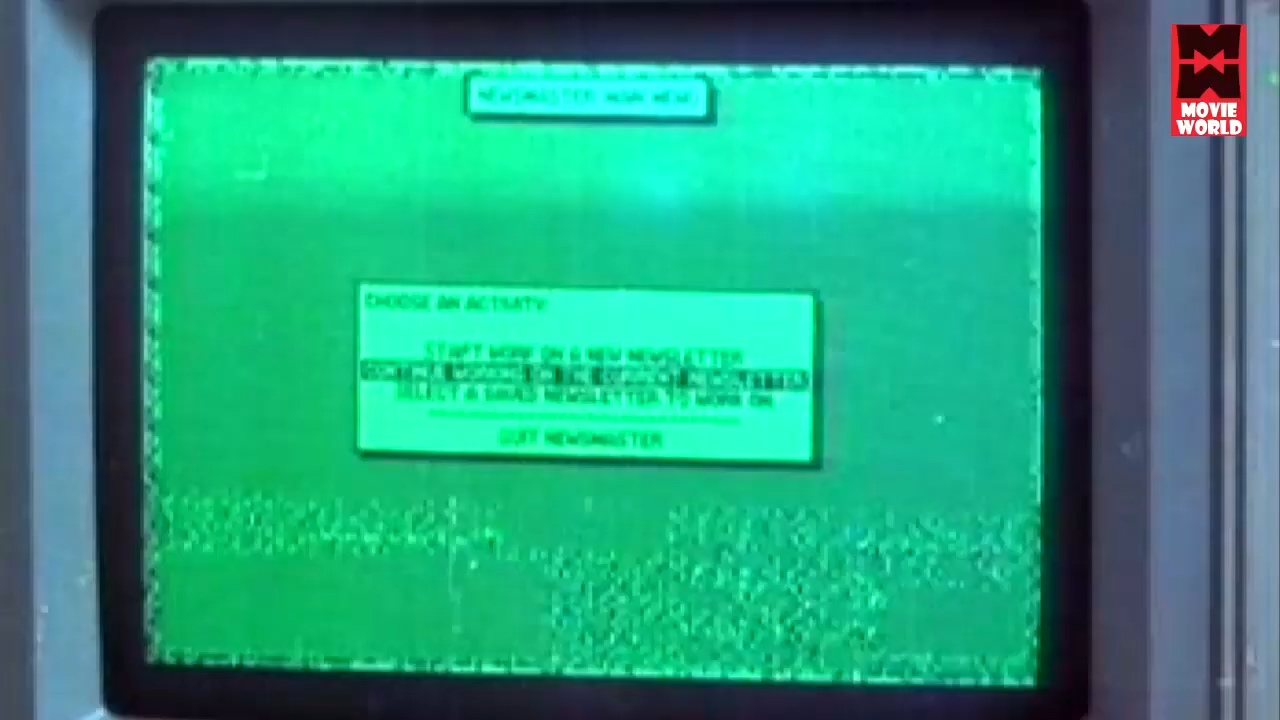 NEWSMASTER MAIN MENU
CHOOSE AN ACTIVITY:
START WORK ON A NEW NEWSLETTER
CONTINUE WORKING ON THE CURRENT NEWSLETTER
SELECT A SAVED NEWSLETTER TO WORK ON
QUIT NEWSMASTER
MOVIE
WORLD